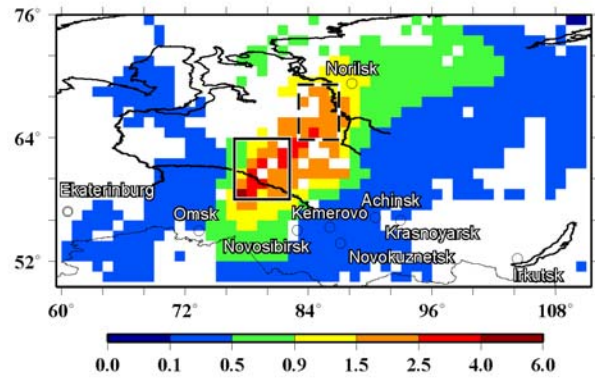 76°
Norilsk
64°
Ekaterinburg
Achinsk
Omsk
Kemerovo
Krasnoyarsk
Novosibirsk
Novokuznetsk
52°
Irkutsk
60° 72° 84° 96° 108°
0.0 0.1 0.5 0.9 1.5 2.5 4.0 6.0